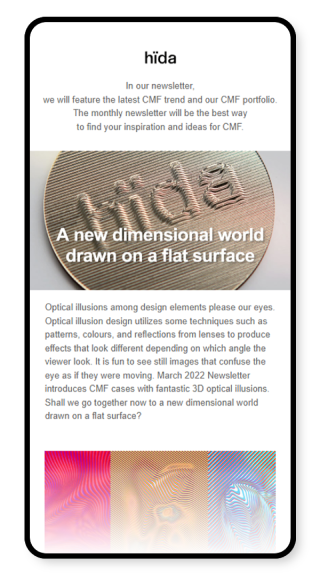 hïda
In our newsletter,
we will feature the latest CMF trend and our CMF portfolio.
The monthly newsletter will be the best way
to find your inspiration and ideas for CMF.
hïda
A new dimensional world
drawn on a flat surface
Optical illusions among design elements please our eyes.
Optical illusion design utilizes some techniques such as
patterns, colours, and reflections from lenses to produce
effects that look different depending on which angle the
viewer look. It is fun to see still images that confuse the
eye as if they were moving. March 2022 Newsletter
introduces CMF cases with fantastic 3D optical illusions.
Shall we go together now to a new dimensional world
drawn on a flat surface?